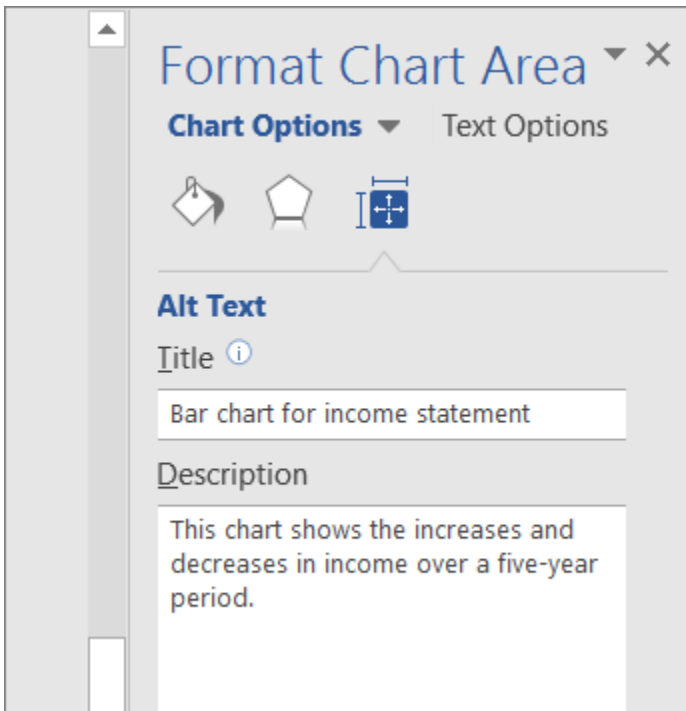 Format Chart Area
Chart Options Text Options
Alt Text
Title
Bar chart for income statement
Description
This chart shows the increases and
decreases in income over a five-year
period.